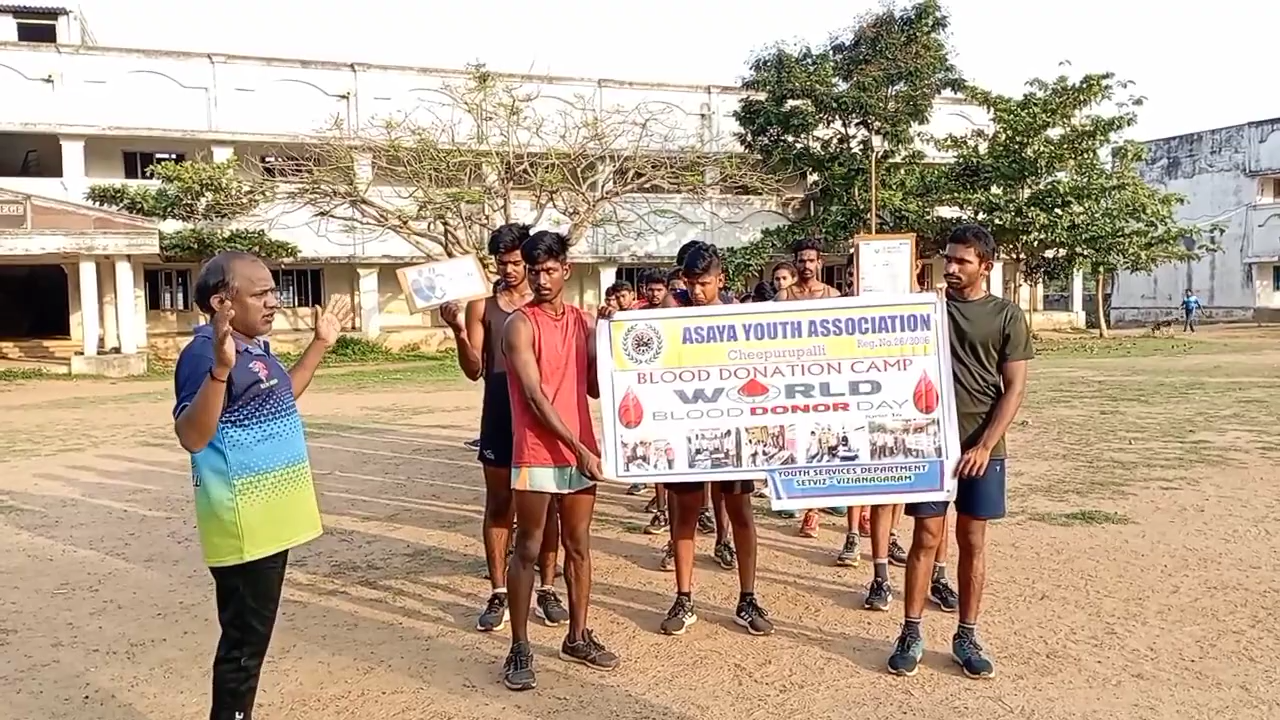 EGE
ASAYA YOUTH ASSOCIATION
Cheepurupalli Reg.No.26/2006
BLOOD DONATION CAMP
WORLD
BLOOD DONOR DAY
YOUTH SERVICES DEPARTMENT
SETVIZ - VIZIANAGARAM